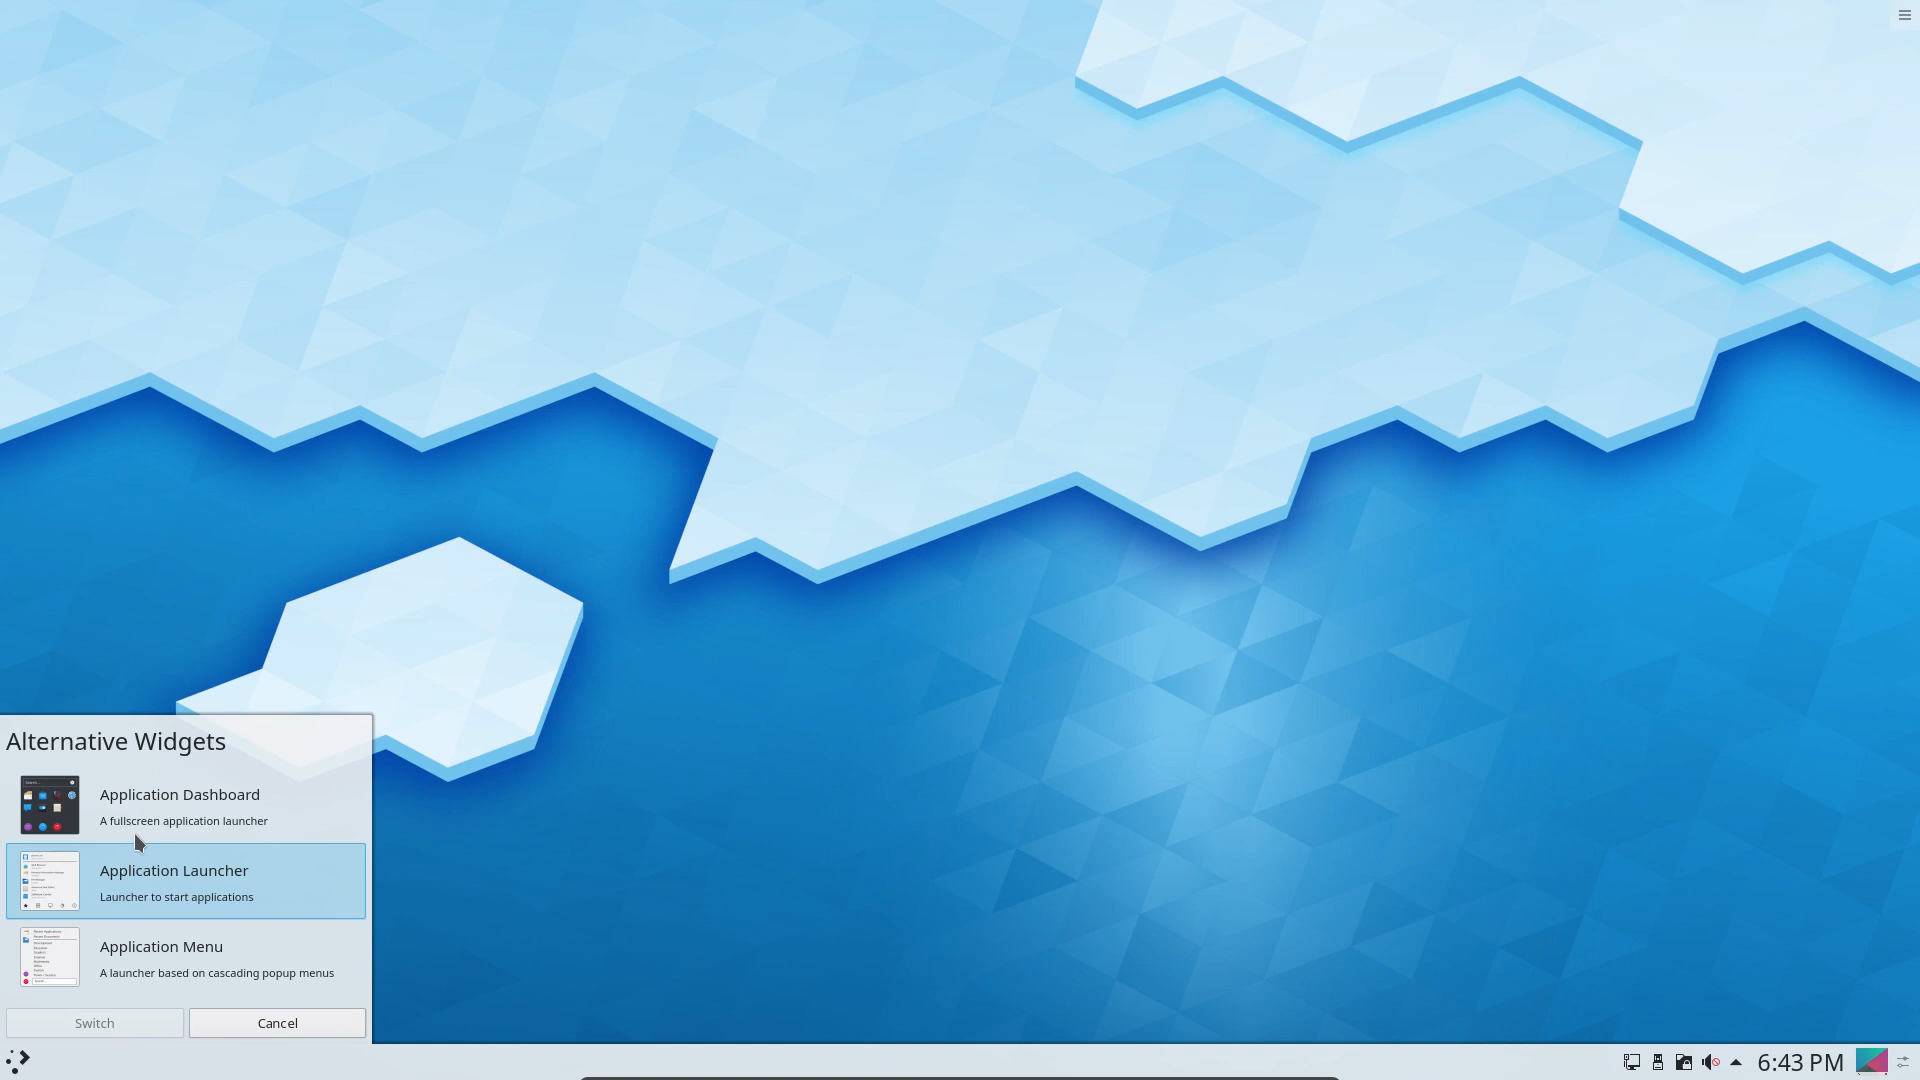 Alternative Widgets
Application Dashboard
A fullscreen application launcher
Application Launcher
Launcher to start applications
Application Menu
A launcher based on cascading popup menus
Switch
Cancel
6:43 PM